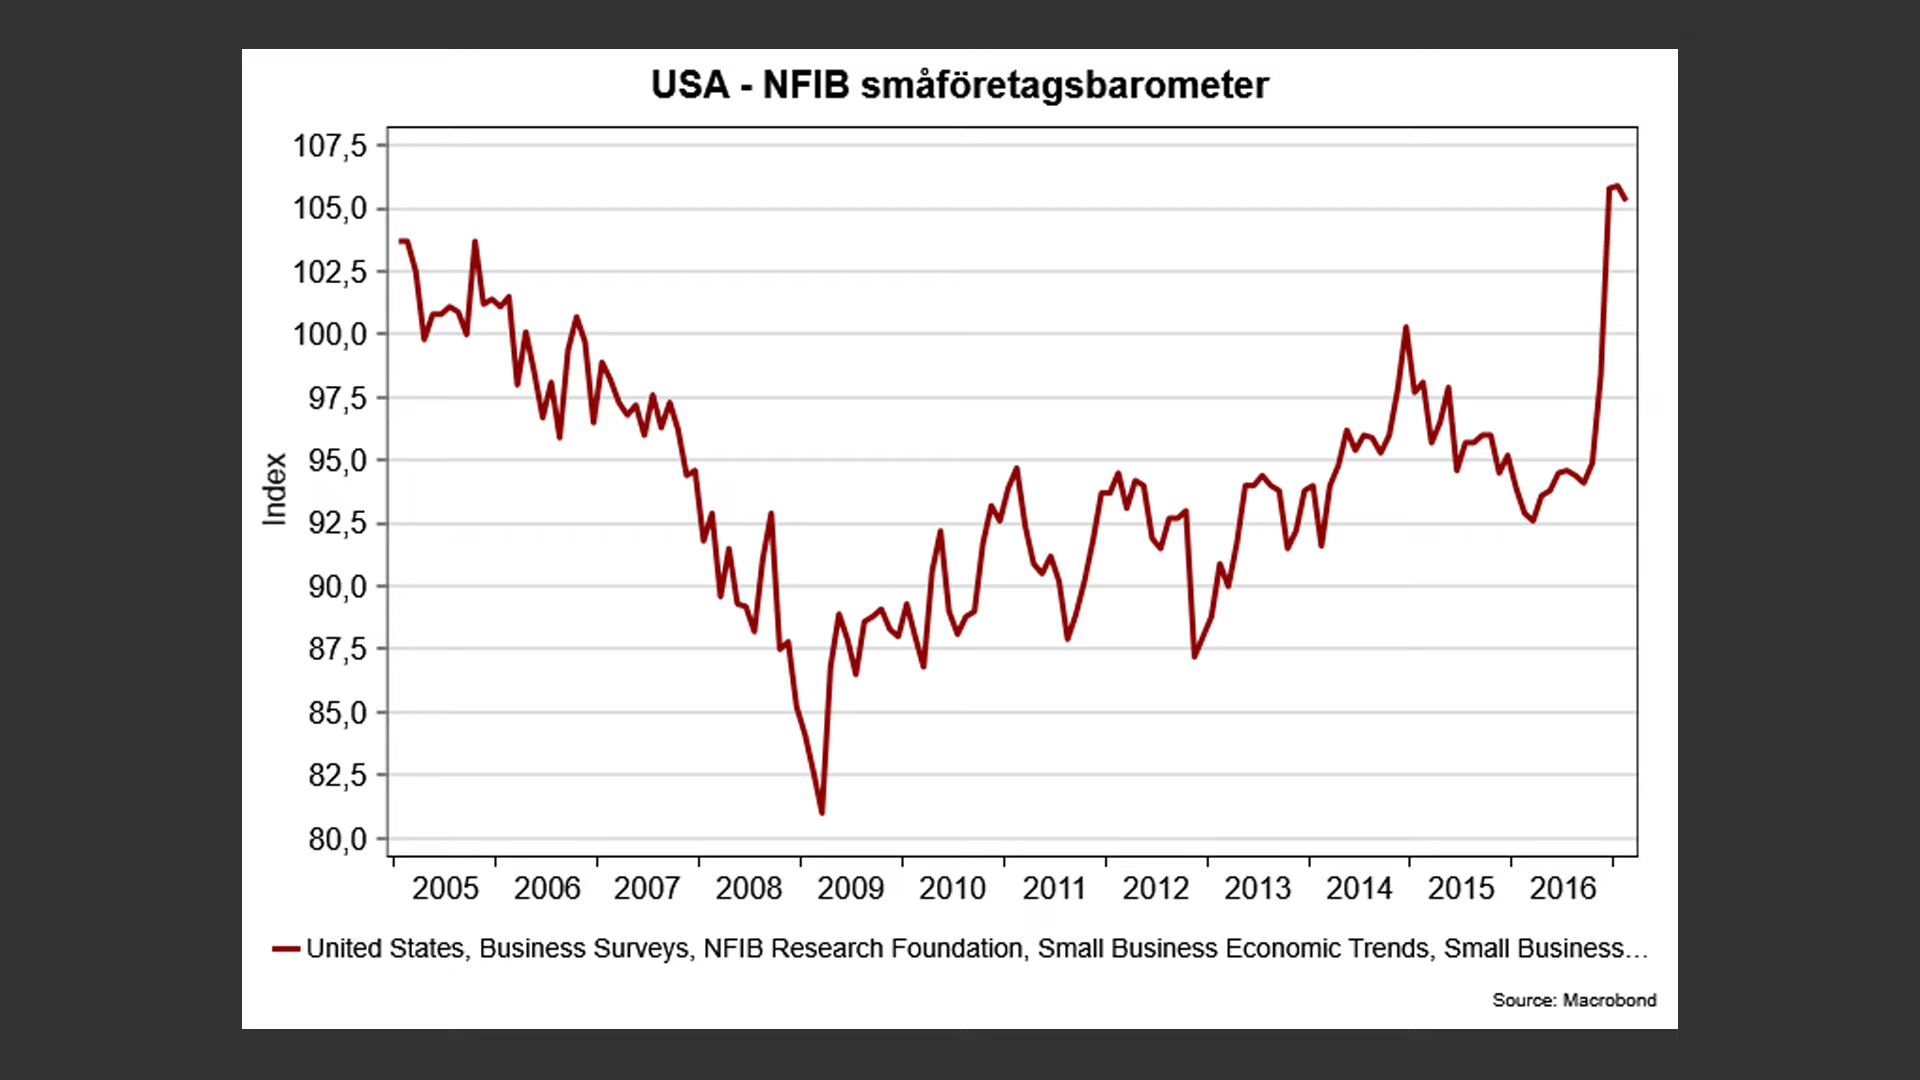 USA - NFIB småföretagsbarometer
107,5
105,0
102,5
100,0
97,5
95,0
92,5
90,0
87,5
85,0
82,5
80,0
Index
2005 2006 2007 2008 2009 2010 2011 2012 2013 2014 2015 2016
United States, Business Surveys, NFIB Research Foundation, Small Business Economic Trends, Small Business...
Source: Macrobond